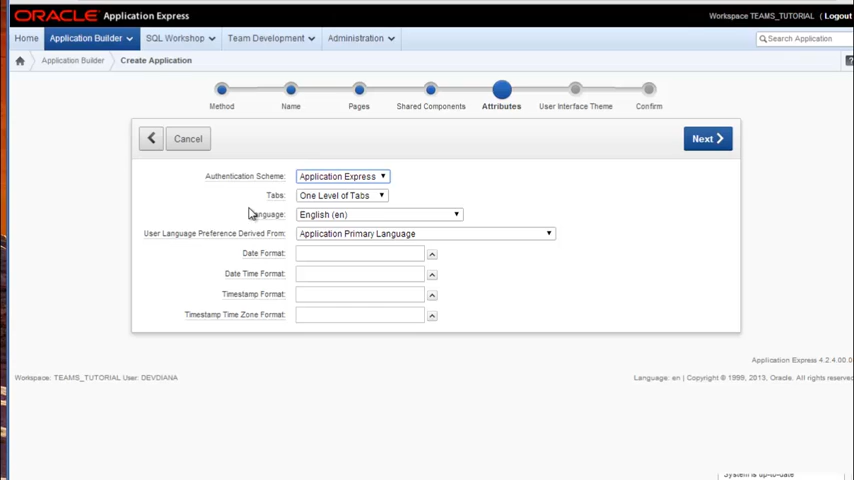 ORACLE Application Express
Workspace TEAMS_TUTORIAL ( Logout
Home Application Builder SQL Workshop Team Development Administration
Search Application
Application Builder Create Application
Method Name Pages Shared Components Attributes User Interface Theme Confirm
Cancel Next
Authentication Scheme: Application Express
Tabs: One Level of Tabs
Language: English (en)
User Language Preference Derived From: Application Primary Language
Date Format:
Date Time Format:
Timestamp Format:
Timestamp Time Zone Format:
Application Express 4.2.4.00.0
Workspace: TEAMS_TUTORIAL User: DEVDIANA
Language: en | Copyright © 1999, 2013, Oracle. All rights reserved
System is up-to-date